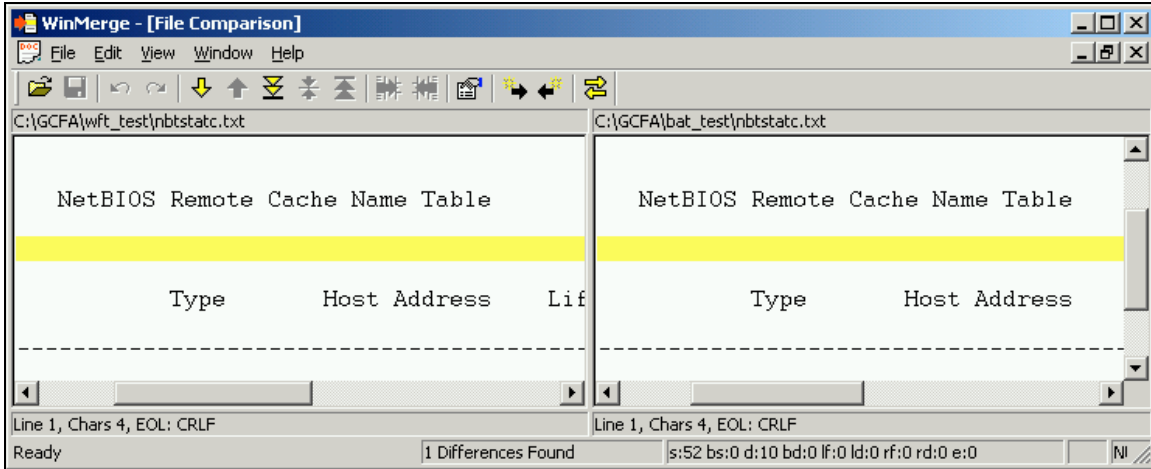 WinMerge - [File Comparison]
File Edit View Window Help
C:\GCFA\wft_test\nbtstatc.txt
C:\GCFA\bat_test\nbtstatc.txt
NetBIOS Remote Cache Name Table
NetBIOS Remote Cache Name Table
Type Host Address Lif
Type Host Address
--------------------------------------------
--------------------------------------------
Line 1, Chars 4, EOL: CRLF
Line 1, Chars 4, EOL: CRLF
Ready
1 Differences Found
s:52 bs:0 d:10 bd:0 lf:0 ld:0 rf:0 rd:0 e:0